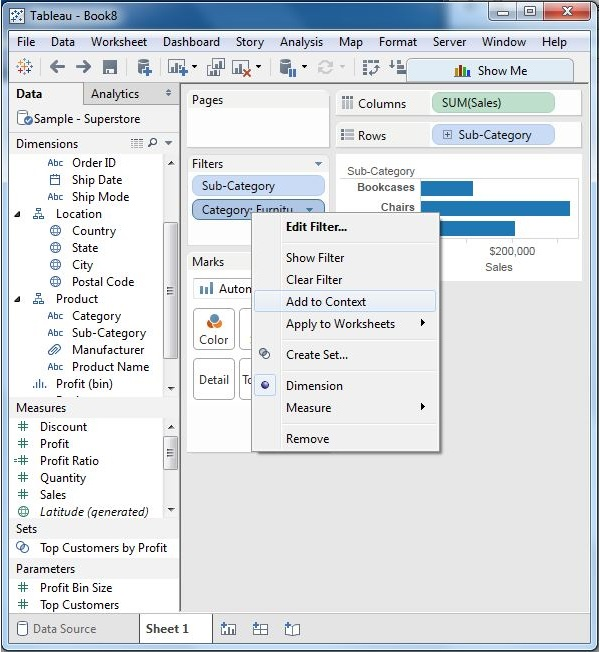 Tableau - Book8
File Data Worksheet Dashboard Story Analysis Map Format Server Window Help
Show Me
Data Analytics
Sample - Superstore
Dimensions
Abc Order ID
Ship Date
Abc Ship Mode
Location
Country
State
City
Postal Code
Product
Abc Category
Abc Sub-Category
Manufacturer
Abc Product Name
Profit (bin)
Measures
Discount
Profit
Profit Ratio
Quantity
Sales
Latitude (generated)
Sets
Top Customers by Profit
Parameters
Profit Bin Size
Top Customers
Pages
Filters
Sub-Category
Category: Furnitu
Marks
Auton
Color
Detail
Columns SUM(Sales)
Rows Sub-Category
Sub-Category
Bookcases
Chairs
$200,000
Sales
Edit Filter...
Show Filter
Clear Filter
Add to Context
Apply to Worksheets
Create Set...
Dimension
Measure
Remove
Data Source Sheet 1